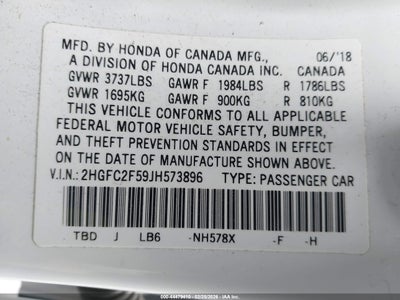 MFD. BY HONDA OF CANADA MFG., 06/'18
A DIVISION OF HONDA CANADA INC. CANADA
GVWR 3737LBS GAWR F 1984LBS R 1786LBS
GVWR 1695KG GAWR F 900KG R 810KG
THIS VEHICLE CONFORMS TO ALL APPLICABLE
FEDERAL MOTOR VEHICLE SAFETY, BUMPER,
AND THEFT PREVENTION STANDARDS IN EFFECT
ON THE DATE OF MANUFACTURE SHOWN ABOVE.
V.I.N.: 2HGFC2F59JH573896 TYPE: PASSENGER CAR
TBD J LB6 -NH578X -F -H